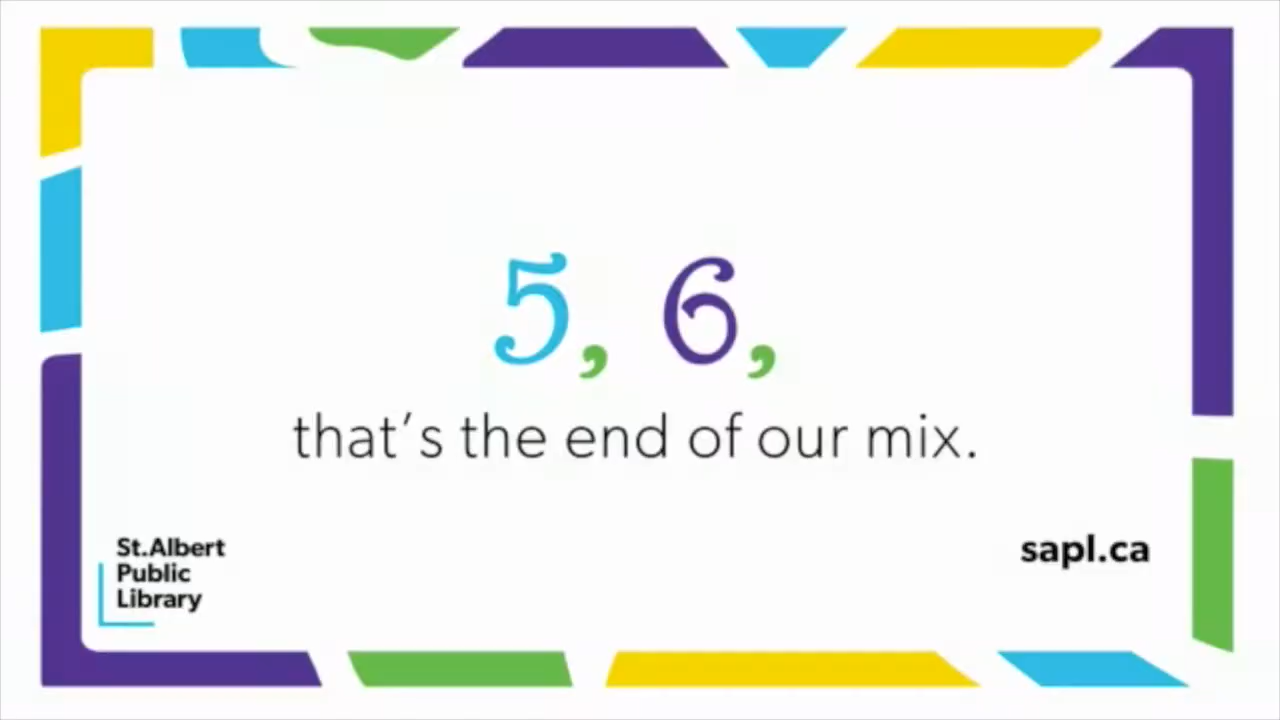 5, 6,
that's the end of our mix.
St.Albert
Public
Library
sapl.ca